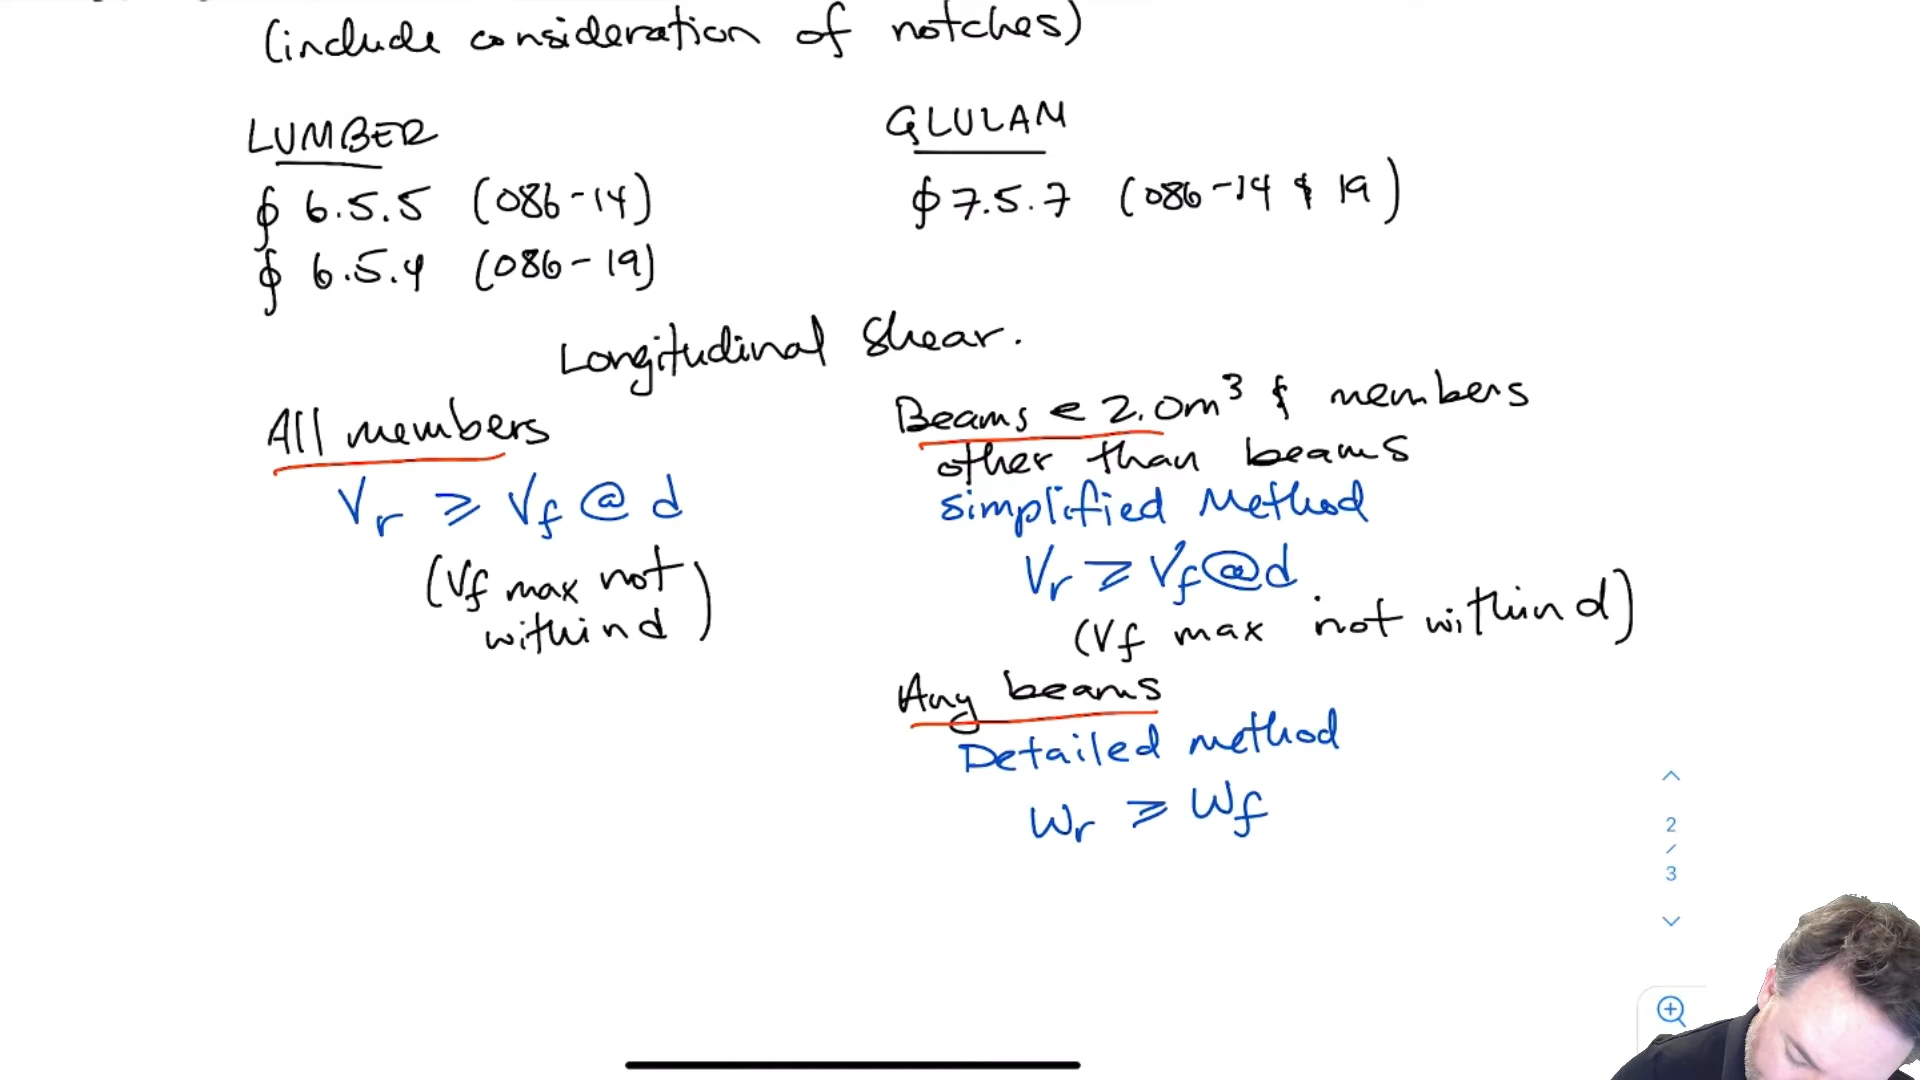 (include consideration of notches)
LUMBER
§ 6.5.5 (086-14)
§ 6.5.4 (086-19)
GLULAM
§ 7.5.7 (086-14 & 19)
Longitudinal Shear.
All members
Vr ≥ Vf @ d
(Vf max not
within d)
Beams < 2.0m³ & members
other than beams
simplified Method
Vr ≥ Vf @ d
(Vf max not within d)
Any beams
Detailed method
Wr ≥ Wf
2
/
3